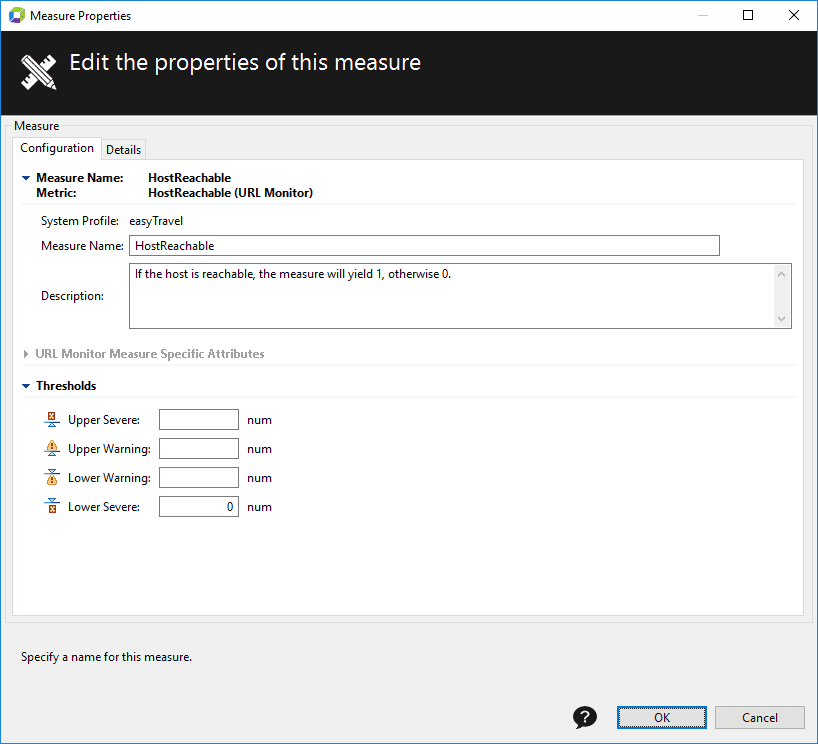 Measure Properties
Edit the properties of this measure
Measure
Configuration Details
Measure Name: HostReachable
Metric: HostReachable (URL Monitor)
System Profile: easyTravel
Measure Name: HostReachable
Description: If the host is reachable, the measure will yield 1, otherwise 0.
URL Monitor Measure Specific Attributes
Thresholds
Upper Severe: num
Upper Warning: num
Lower Warning: num
Lower Severe: 0 num
Specify a name for this measure.
? OK Cancel